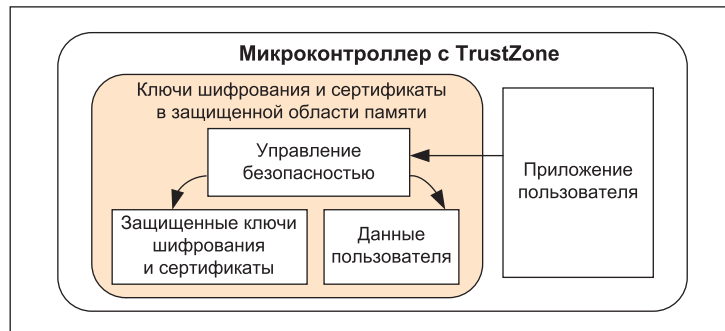 Микроконтроллер с TrustZone
Ключи шифрования и сертификаты
в защищенной области памяти
Управление
безопасностью
Приложение
пользователя
Защищенные ключи
шифрования
и сертификаты
Данные
пользователя